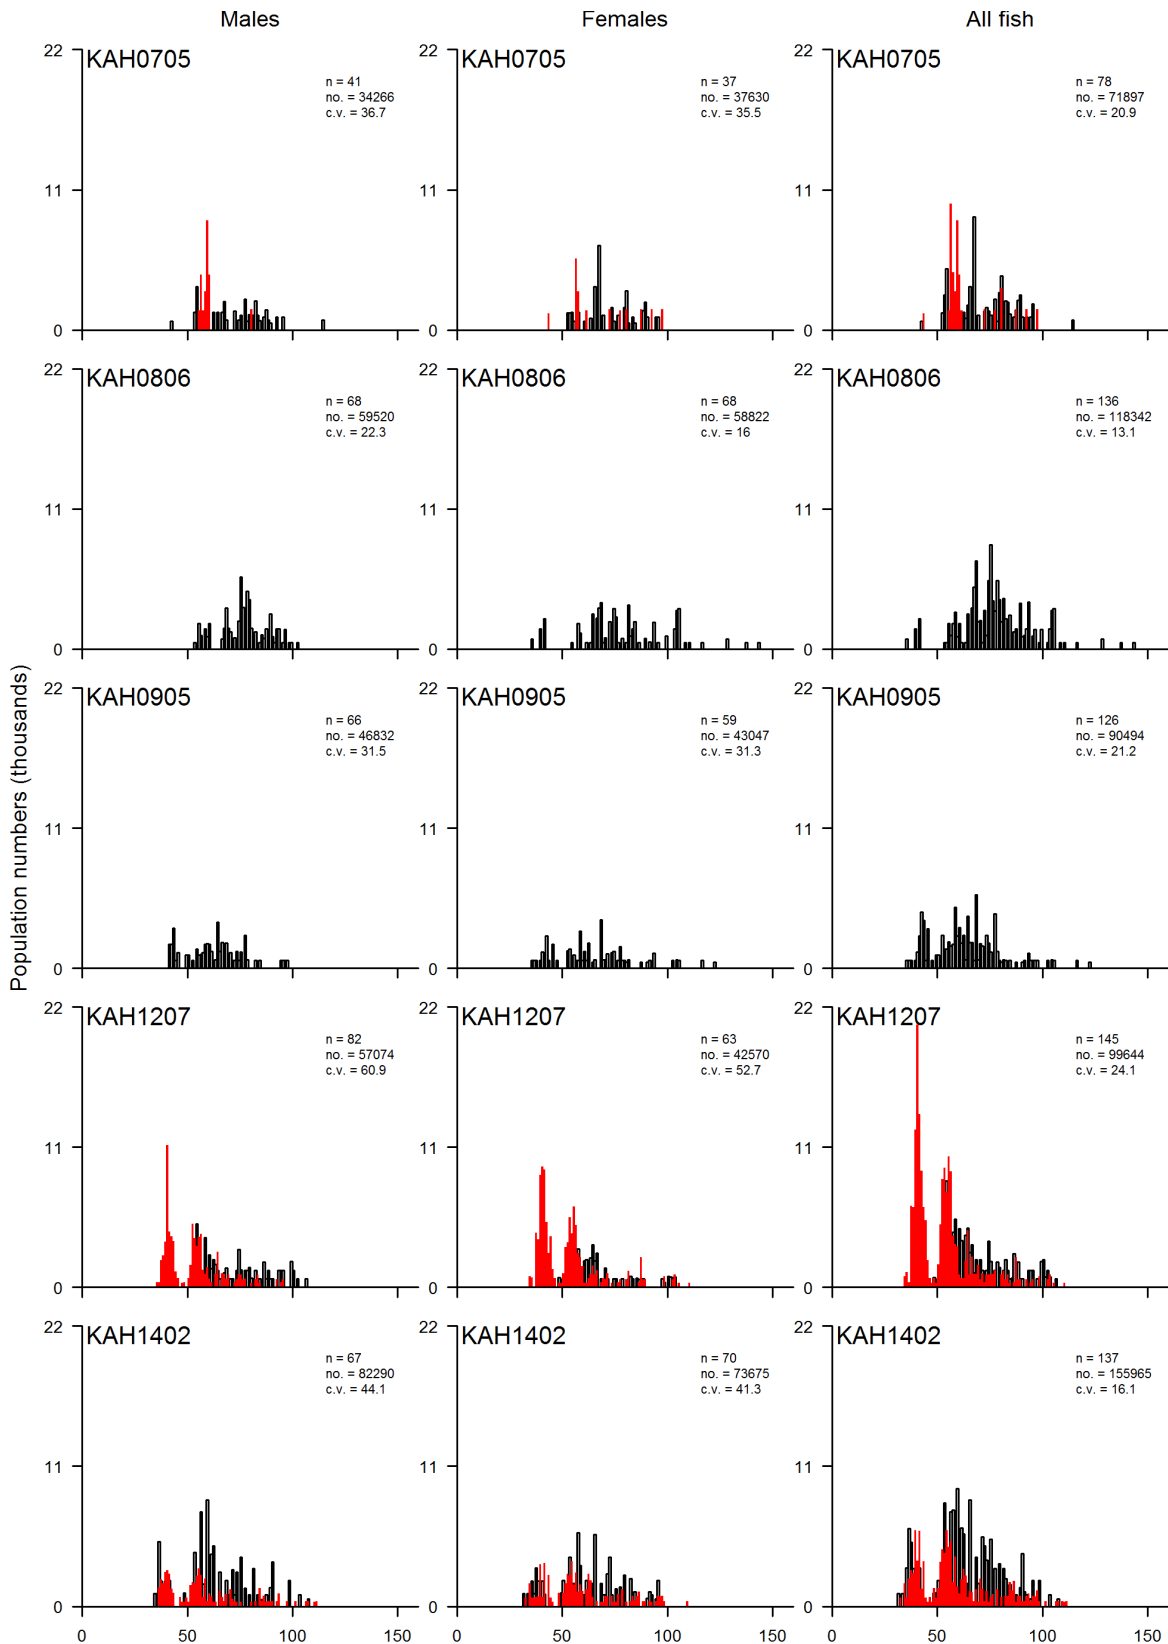 Males Females All fish
Population numbers (thousands)
KAH0705 KAH0705 KAH0705
22 22 22
n = 41 n = 37 n = 78
no. = 34266 no. = 37630 no. = 71897
c.v. = 36.7 c.v. = 35.5 c.v. = 20.9
11 11 11
0 0 0
KAH0806 KAH0806 KAH0806
22 22 22
n = 68 n = 68 n = 136
no. = 59520 no. = 58822 no. = 118342
c.v. = 22.3 c.v. = 16 c.v. = 13.1
11 11 11
0 0 0
KAH0905 KAH0905 KAH0905
22 22 22
n = 66 n = 59 n = 126
no. = 46832 no. = 43047 no. = 90494
c.v. = 31.5 c.v. = 31.3 c.v. = 21.2
11 11 11
0 0 0
KAH1207 KAH1207 KAH1207
22 22 22
n = 82 n = 63 n = 145
no. = 57074 no. = 42570 no. = 99644
c.v. = 60.9 c.v. = 52.7 c.v. = 24.1
11 11 11
0 0 0
KAH1402 KAH1402 KAH1402
22 22 22
n = 67 n = 70 n = 137
no. = 82290 no. = 73675 no. = 155965
c.v. = 44.1 c.v. = 41.3 c.v. = 16.1
11 11 11
0 0 0
0 50 100 150 0 50 100 150 0 50 100 150